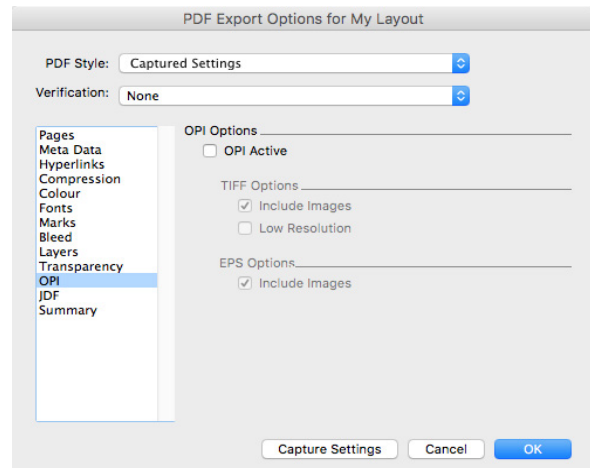 PDF Export Options for My Layout
PDF Style: Captured Settings
Verification: None
Pages
Meta Data
Hyperlinks
Compression
Colour
Fonts
Marks
Bleed
Layers
Transparency
OPI
JDF
Summary
OPI Options
OPI Active
TIFF Options
Include Images
Low Resolution
EPS Options
Include Images
Capture Settings Cancel OK